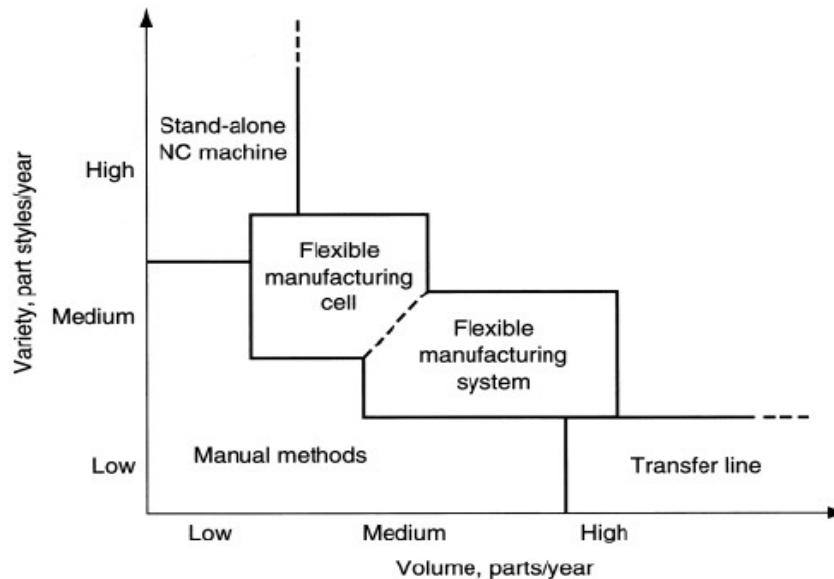 Stand-alone
NC machine
High
Flexible
manufacturing
cell
Variety, part styles/year
Medium
Flexible
manufacturing
system
Manual methods
Low
Transfer line
Low
Medium
High
Volume, parts/year